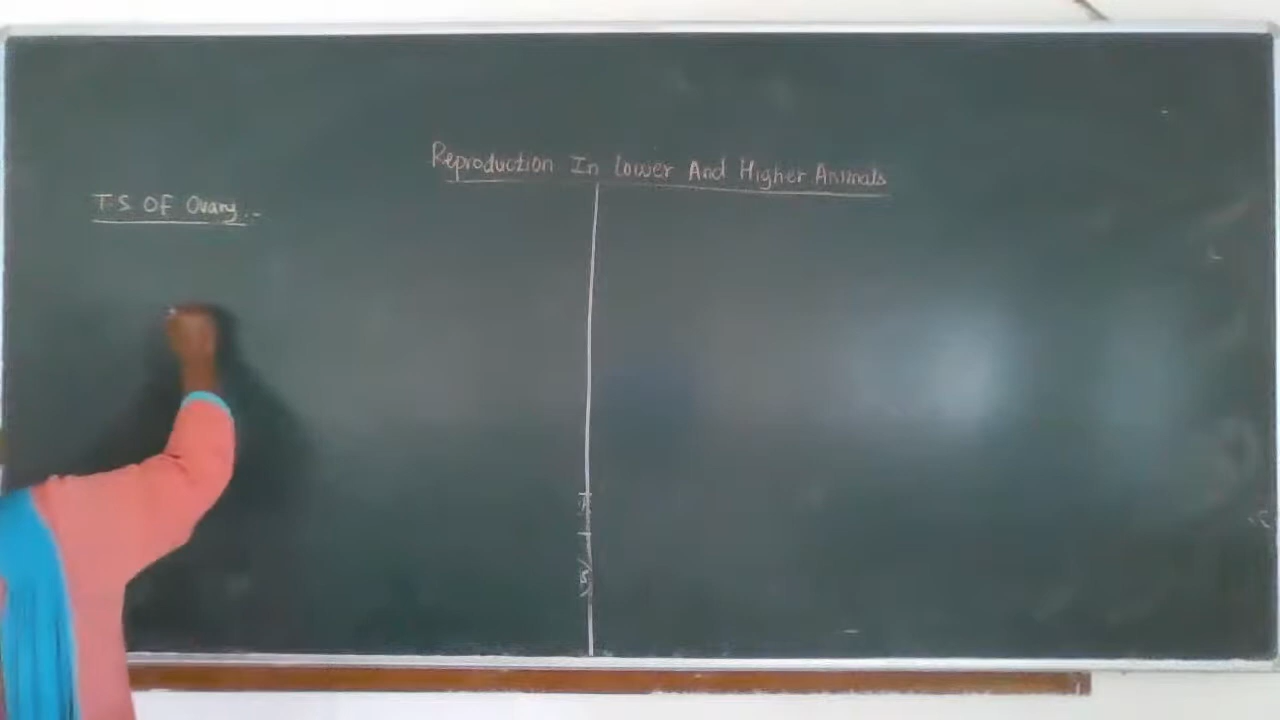 Reproduction In Lower And Higher Animals
T.S OF Ovary :-